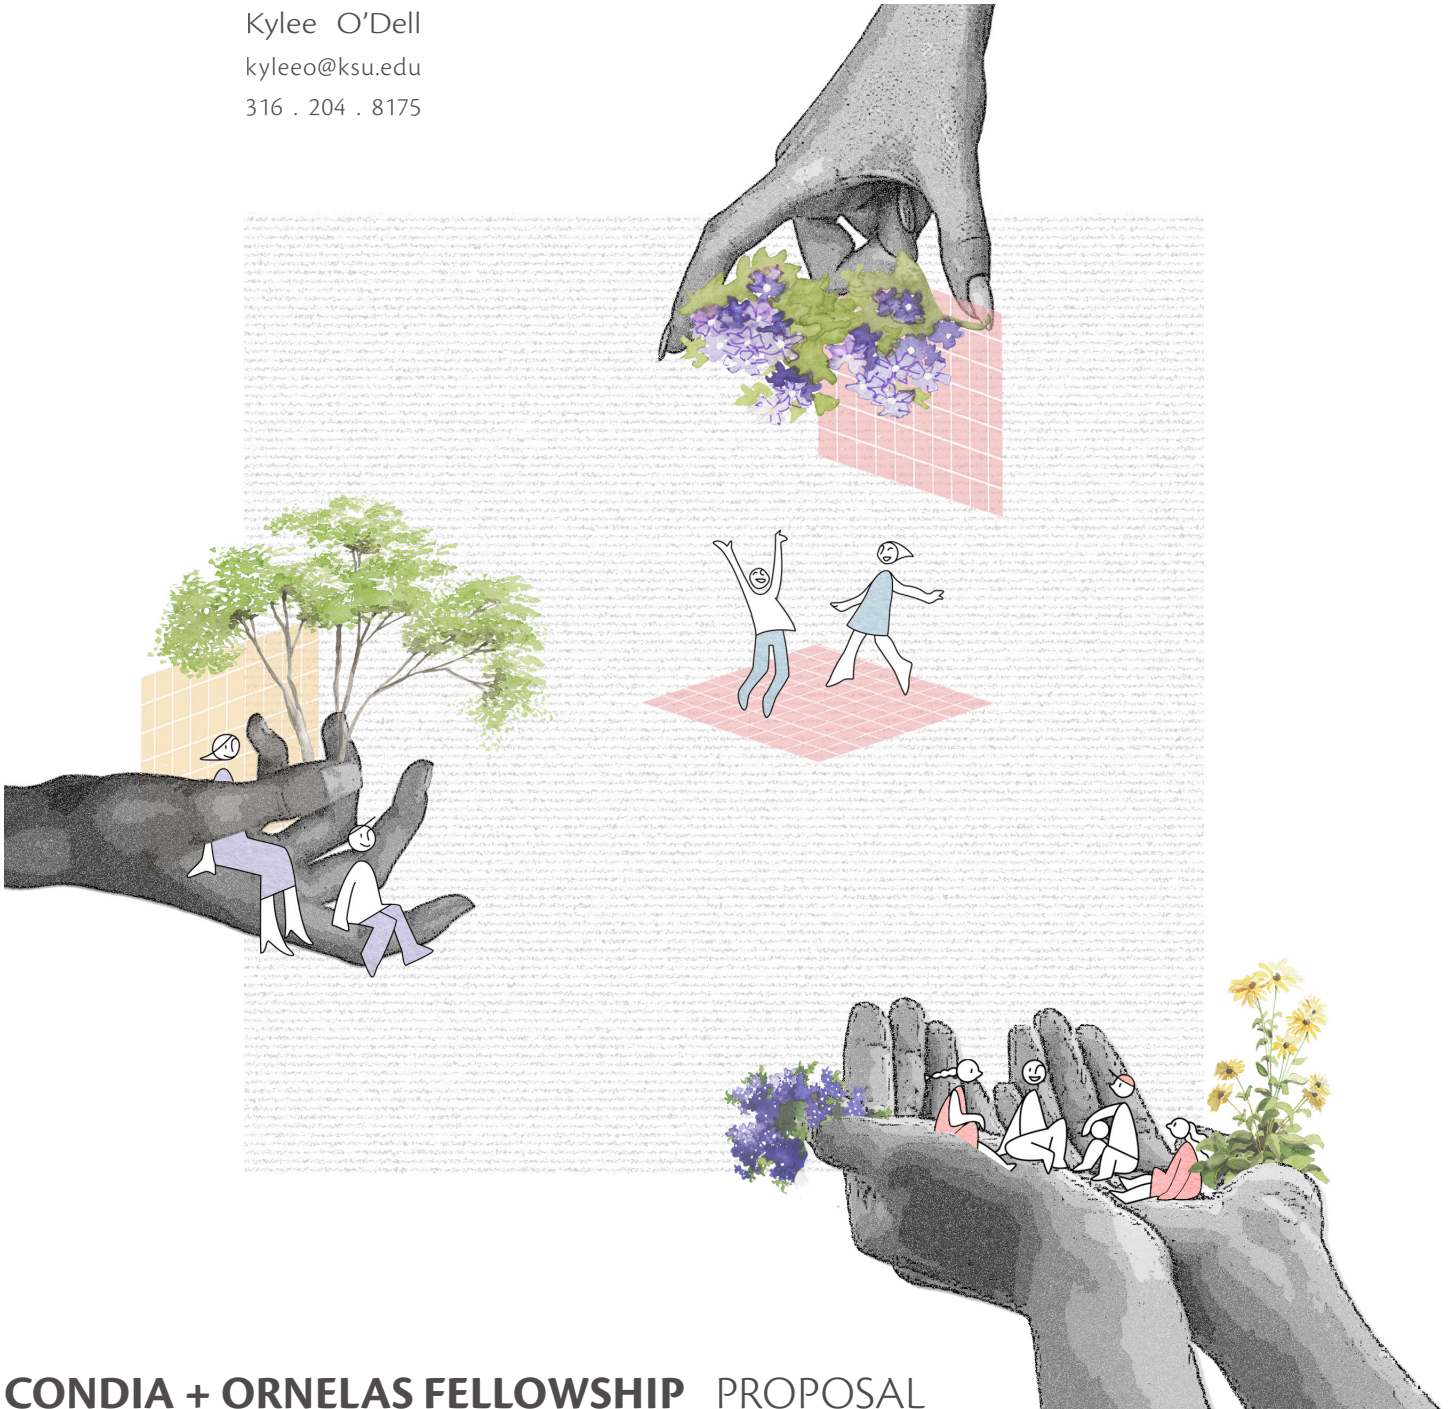 Kylee O’Dell
kyleeo@ksu.edu
316 . 204 . 8175
CONDIA + ORNELAS FELLOWSHIP PROPOSAL